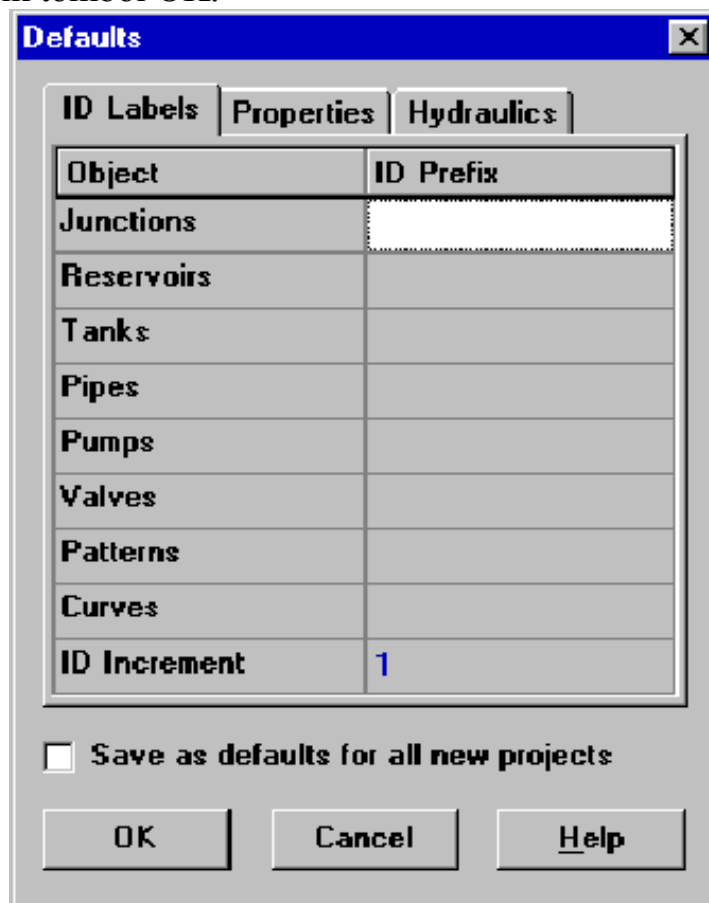 Defaults
ID Labels Properties Hydraulics
Object ID Prefix
Junctions
Reservoirs
Tanks
Pipes
Pumps
Valves
Patterns
Curves
ID Increment 1
Save as defaults for all new projects
OK Cancel Help